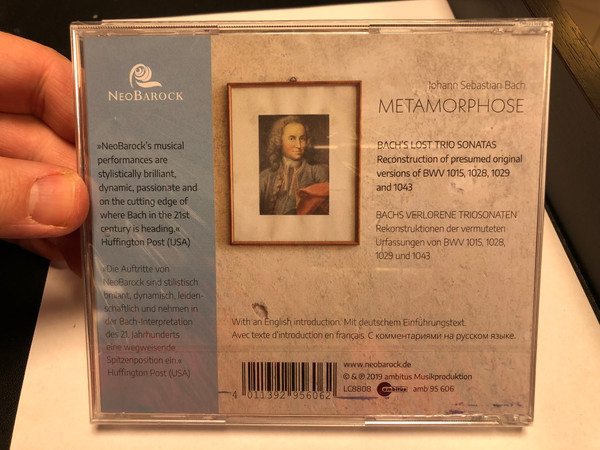 NEOBAROCK
»NeoBarock's musical
performances are
stylistically brilliant,
dynamic, passionate and
on the cutting edge of
where Bach in the 21st
century is heading.«
Huffington Post (USA)
»Die Auftritte von
NeoBarock sind stilistisch
brillant, dynamisch, leiden-
schaftlich und nehmen in
der Bach-Interpretation
des 21. Jahrhunderts
eine wegweisende
Spitzenposition ein.«
Huffington Post (USA)
Johann Sebastian Bach
METAMORPHOSE
BACH'S LOST TRIO SONATAS
Reconstruction of presumed original
versions of BWV 1015, 1028, 1029
and 1043
BACHS VERLORENE TRIOSONATEN
Rekonstruktionen der vermuteten
Urfassungen von BWV 1015, 1028,
1029 und 1043
With an English introduction. Mit deutschem Einführungstext.
Avec texte d'introduction en français. С комментариями на русском языке.
4 011392 956062
www.neobarock.de
© & ℗ 2019 ambitus Musikproduktion
LC8808 ambitus amb 95 606